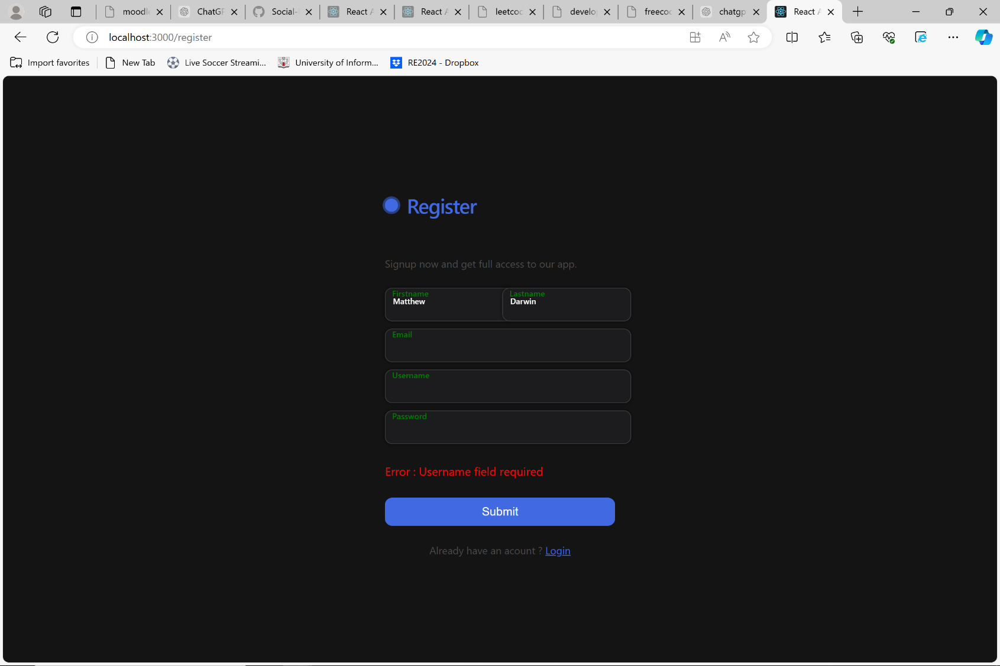 moodle ChatGP Social- React A React A leetcoc develo freecoc chatgp React A
localhost:3000/register
Import favorites New Tab Live Soccer Streami... University of Inform... RE2024 - Dropbox
Register
Signup now and get full access to our app.
Firstname Lastname
Matthew Darwin
Email
Username
Password
Error : Username field required
Submit
Already have an acount ? Login